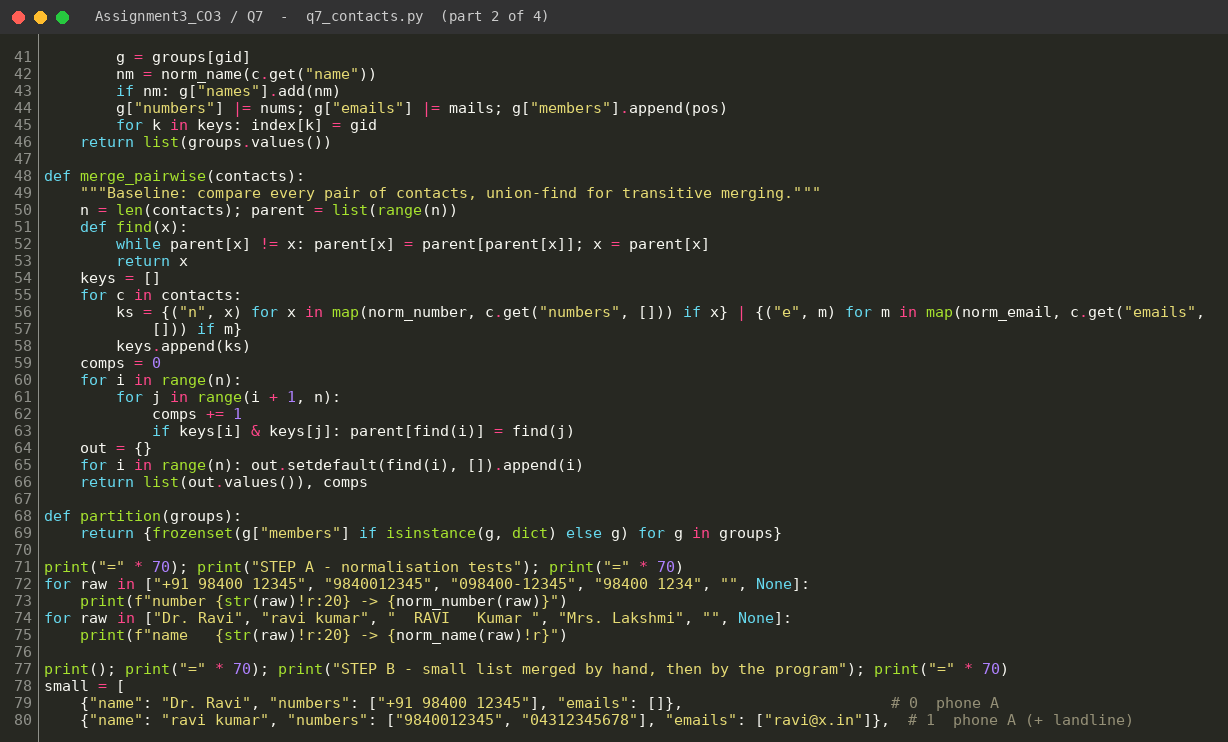 Assignment3_CO3 / Q7  -  q7_contacts.py  (part 2 of 4)
41         g = groups[gid]
42         nm = norm_name(c.get("name"))
43         if nm: g["names"].add(nm)
44         g["numbers"] |= nums; g["emails"] |= mails; g["members"].append(pos)
45         for k in keys: index[k] = gid
46     return list(groups.values())
47
48 def merge_pairwise(contacts):
49     """Baseline: compare every pair of contacts, union-find for transitive merging."""
50     n = len(contacts); parent = list(range(n))
51     def find(x):
52         while parent[x] != x: parent[x] = parent[parent[x]]; x = parent[x]
53         return x
54     keys = []
55     for c in contacts:
56         ks = {("n", x) for x in map(norm_number, c.get("numbers", [])) if x} | {("e", m) for m in map(norm_email, c.get("emails",
57             [])) if m}
58         keys.append(ks)
59     comps = 0
60     for i in range(n):
61         for j in range(i + 1, n):
62             comps += 1
63             if keys[i] & keys[j]: parent[find(i)] = find(j)
64     out = {}
65     for i in range(n): out.setdefault(find(i), []).append(i)
66     return list(out.values()), comps
67
68 def partition(groups):
69     return {frozenset(g["members"] if isinstance(g, dict) else g) for g in groups}
70
71 print("=" * 70); print("STEP A - normalisation tests"); print("=" * 70)
72 for raw in ["+91 98400 12345", "9840012345", "098400-12345", "98400 1234", "", None]:
73     print(f"number {str(raw)!r:20} -> {norm_number(raw)}")
74 for raw in ["Dr. Ravi", "ravi kumar", "  RAVI   Kumar ", "Mrs. Lakshmi", "", None]:
75     print(f"name   {str(raw)!r:20} -> {norm_name(raw)!r}")
76
77 print(); print("=" * 70); print("STEP B - small list merged by hand, then by the program"); print("=" * 70)
78 small = [
79     {"name": "Dr. Ravi", "numbers": ["+91 98400 12345"], "emails": []},                       # 0  phone A
80     {"name": "ravi kumar", "numbers": ["9840012345", "04312345678"], "emails": ["ravi@x.in"]},  # 1  phone A (+ landline)